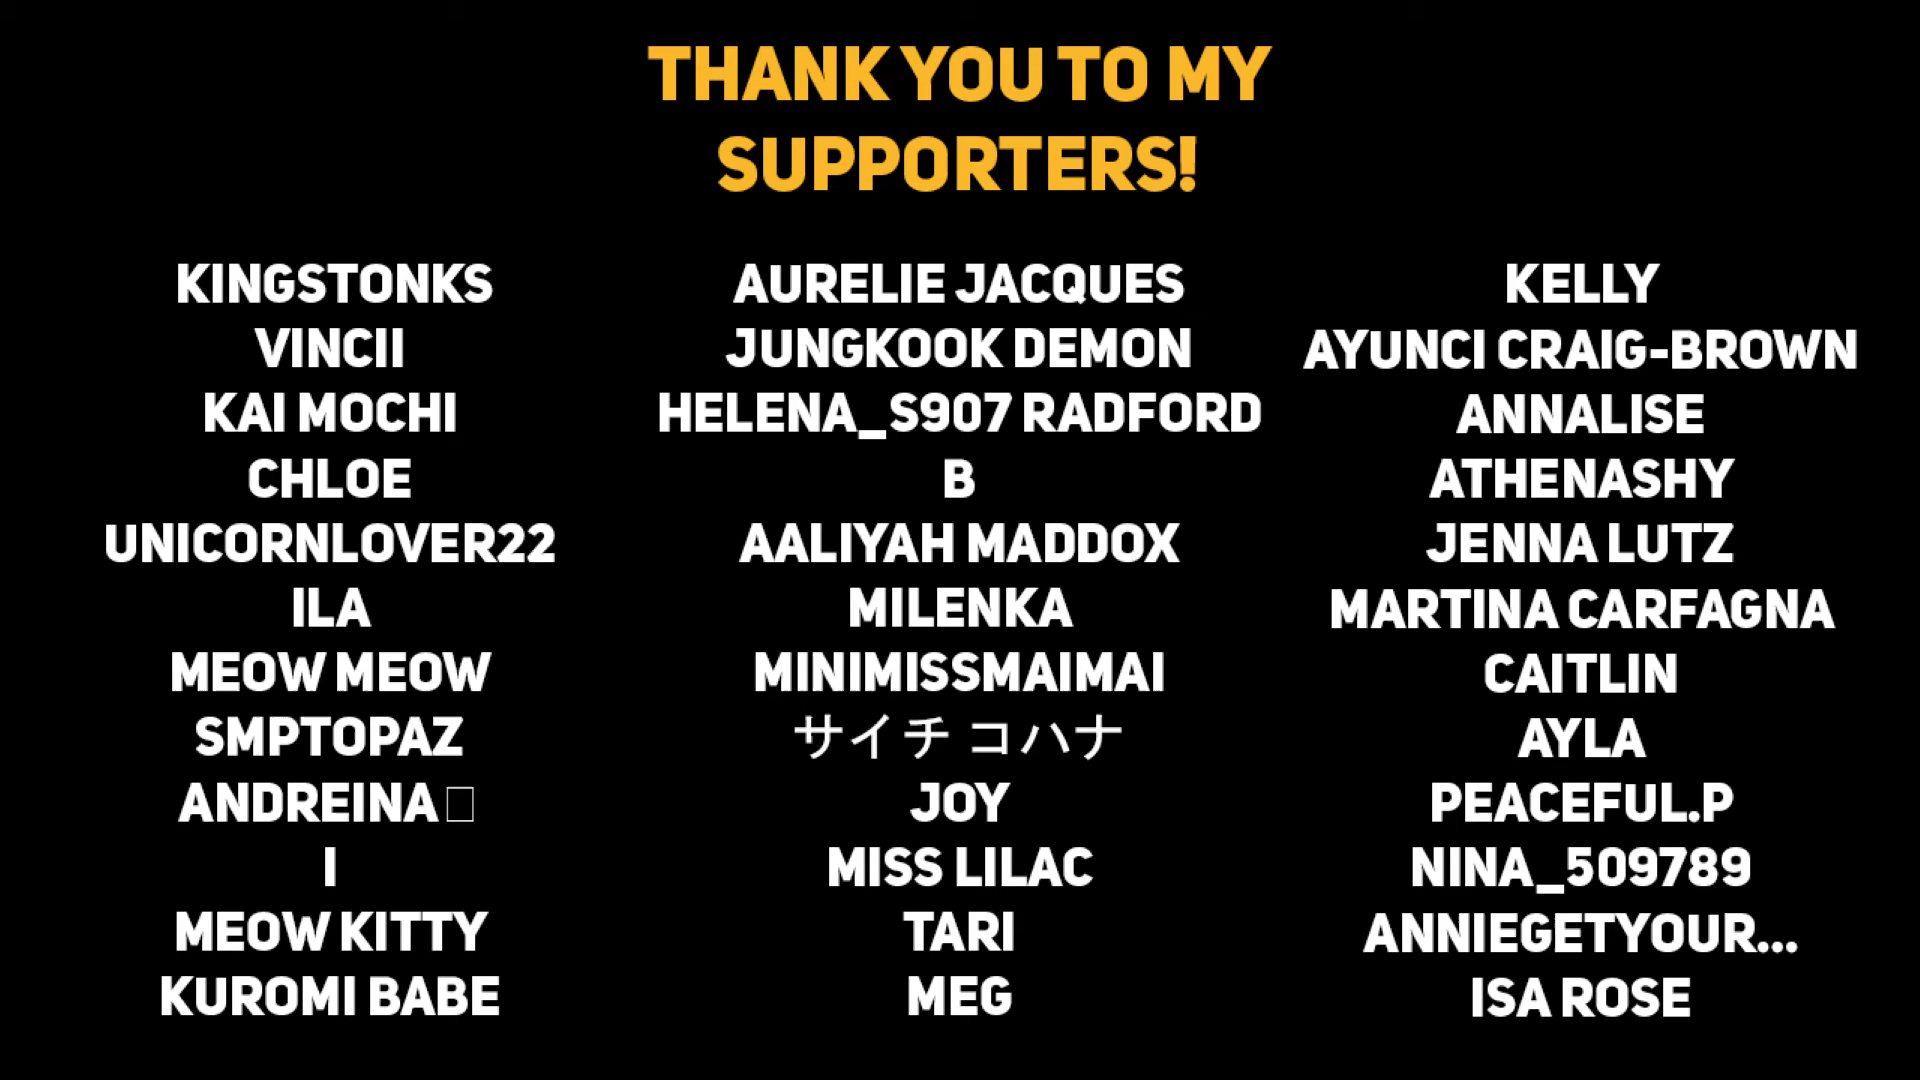 THANK YOU TO MY
SUPPORTERS!
KINGSTONKS
VINCII
KAI MOCHI
CHLOE
UNICORNLOVER22
ILA
MEOW MEOW
SMPTOPAZ
ANDREINA□
I
MEOW KITTY
KUROMI BABE
AURELIE JACQUES
JUNGKOOK DEMON
HELENA_S907 RADFORD
B
AALIYAH MADDOX
MILENKA
MINIMISSMAIMAI
サイチ コハナ
JOY
MISS LILAC
TARI
MEG
KELLY
AYUNCI CRAIG-BROWN
ANNALISE
ATHENASHY
JENNA LUTZ
MARTINA CARFAGNA
CAITLIN
AYLA
PEACEFUL.P
NINA_509789
ANNIEGETYOUR...
ISA ROSE